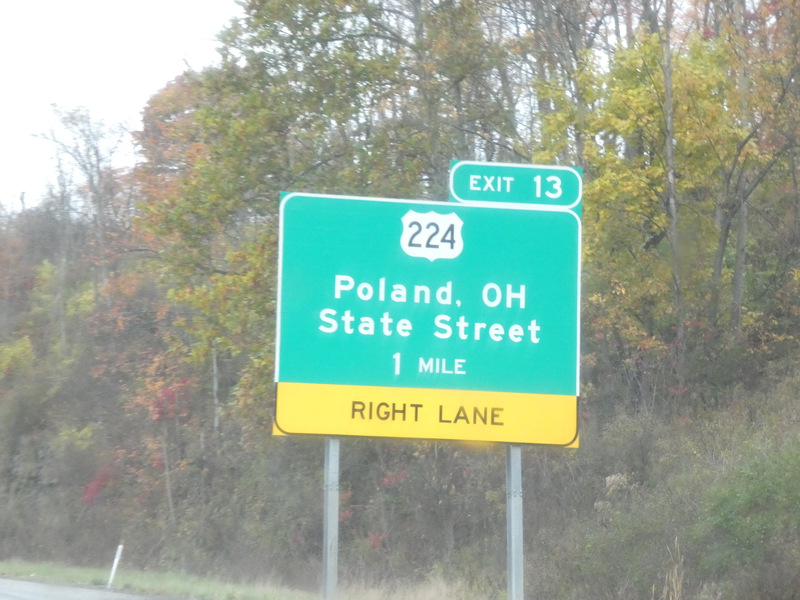 EXIT 13
224
Poland, OH
State Street
1 MILE
RIGHT LANE